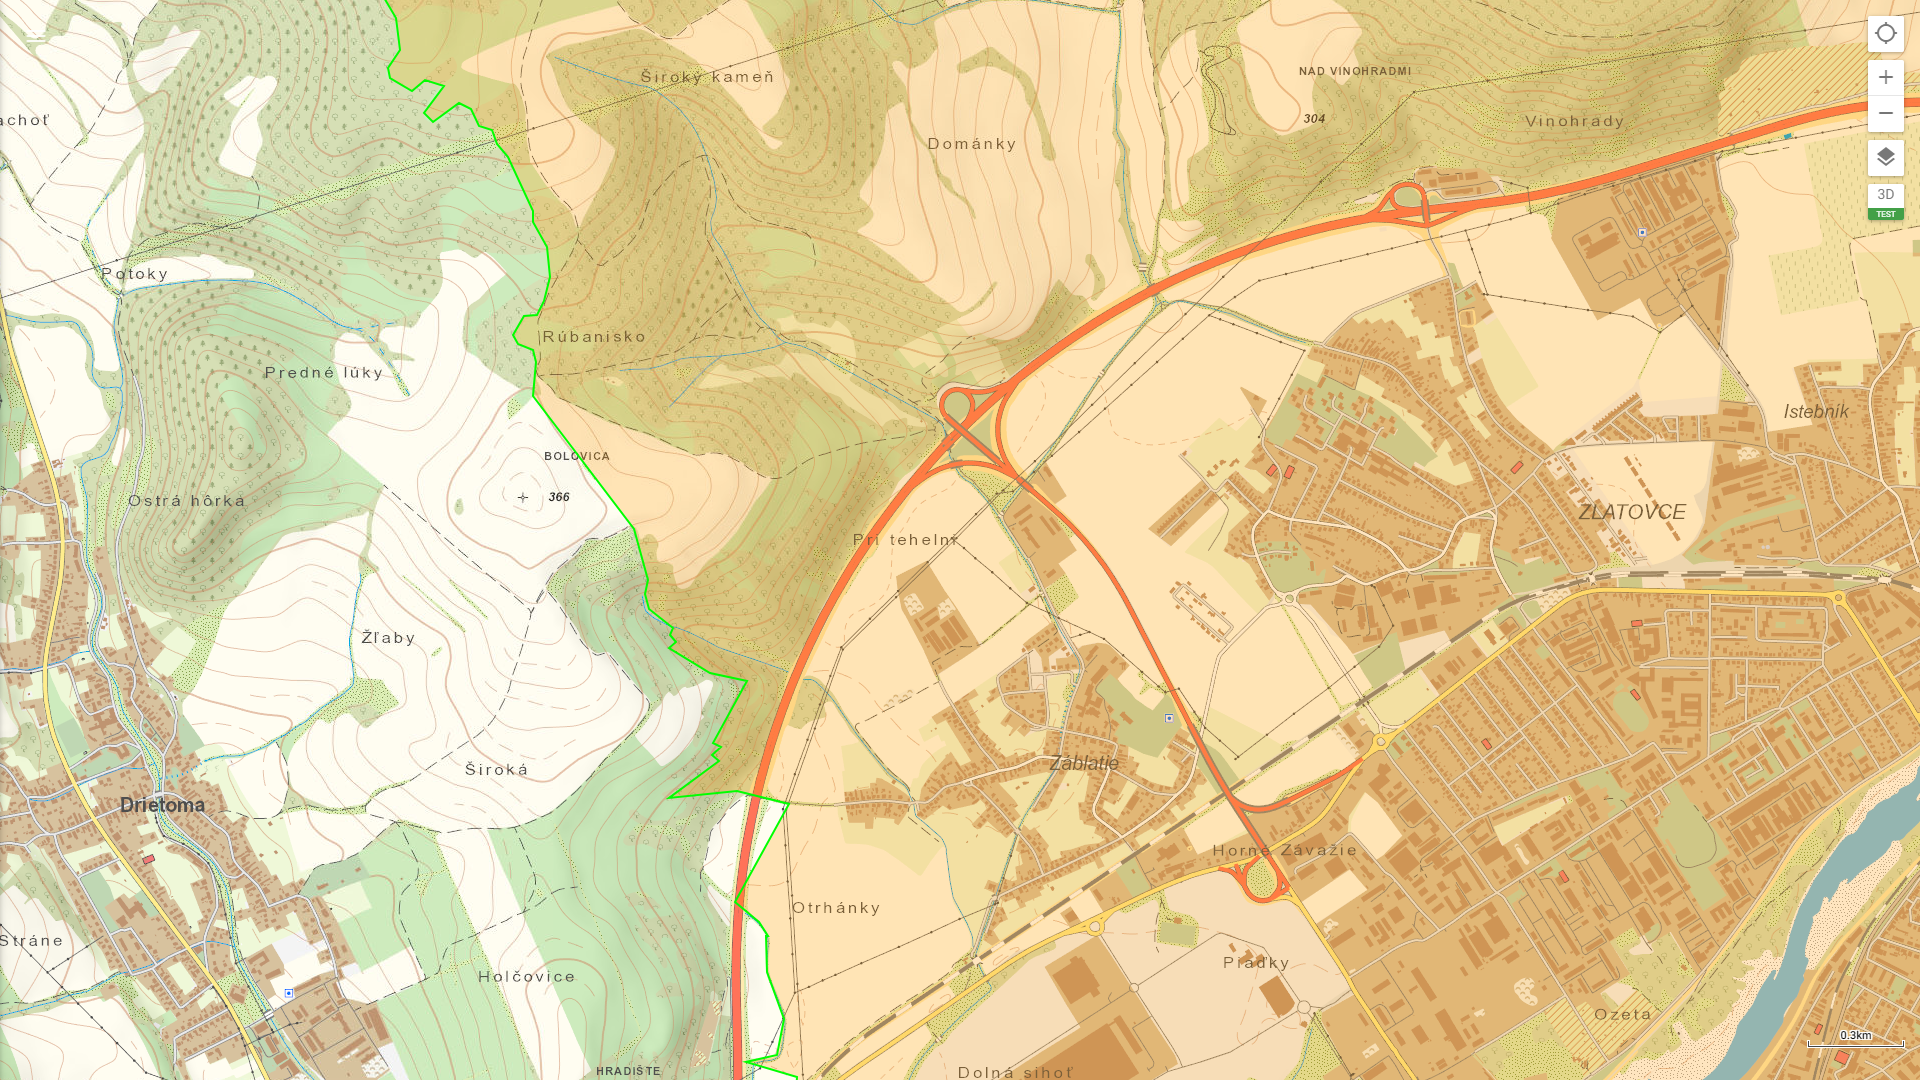 Široký kameň
NAD VINOHRADMI
304
Vinohrady
achoť
Dománky
3D
TEST
Potoky
Rúbanisko
Predné lúky
Istebník
BOLOVICA
366
Ostrá hôrka
ZLATOVCE
Pri tehelni
Žľaby
Záblatie
Široká
Drietoma
Horné Závažie
Otrhánky
Stráne
Holčovice
Piaďky
Ozeta
0.3km
HRADIŠTE
Dolná sihoť